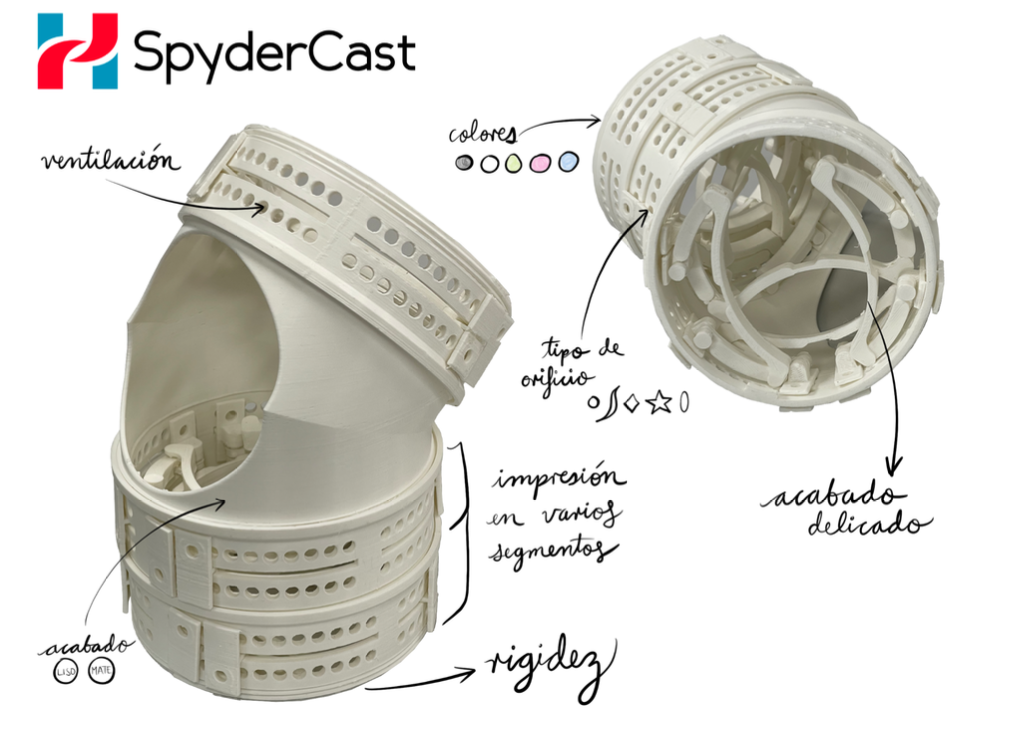 SpyderCast
ventilación
colores
tipo de
orificio
impresión
en varios
segmentos
acabado
delicado
acabado
LISO MATE
rigidez